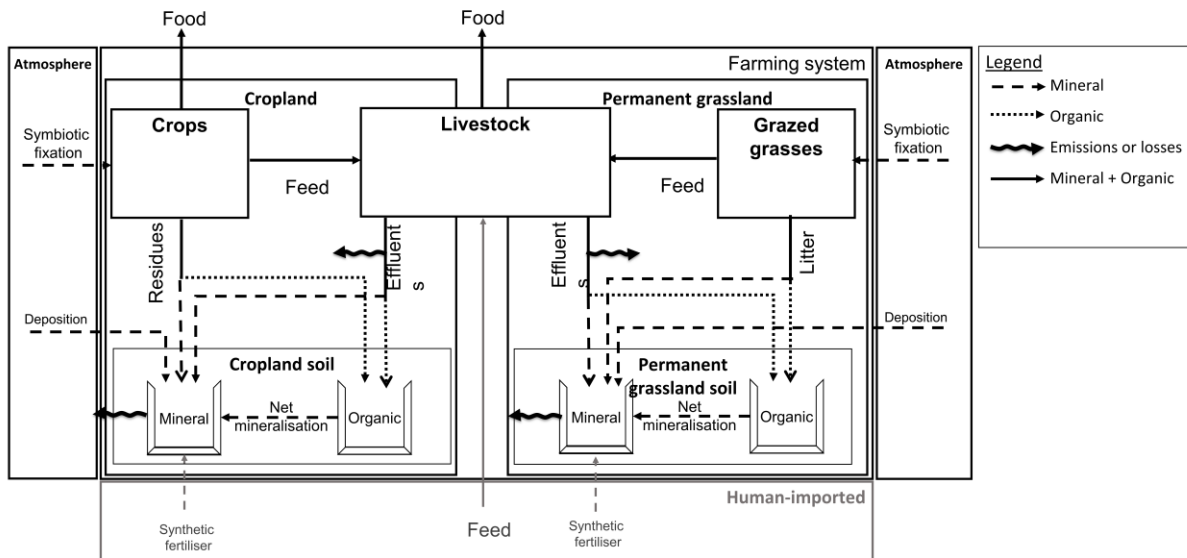 Food
Food
Atmosphere
Farming system
Atmosphere
Legend
Mineral
Organic
Emissions or losses
Mineral + Organic
Cropland
Permanent grassland
Crops
Livestock
Grazed
grasses
Symbiotic
fixation
Symbiotic
fixation
Feed
Feed
Residues
Effluent
s
Effluent
s
Litter
Deposition
Deposition
Cropland soil
Permanent
grassland soil
Mineral
Net
mineralisation
Organic
Mineral
Net
mineralisation
Organic
Human-imported
Synthetic
fertiliser
Feed
Synthetic
fertiliser